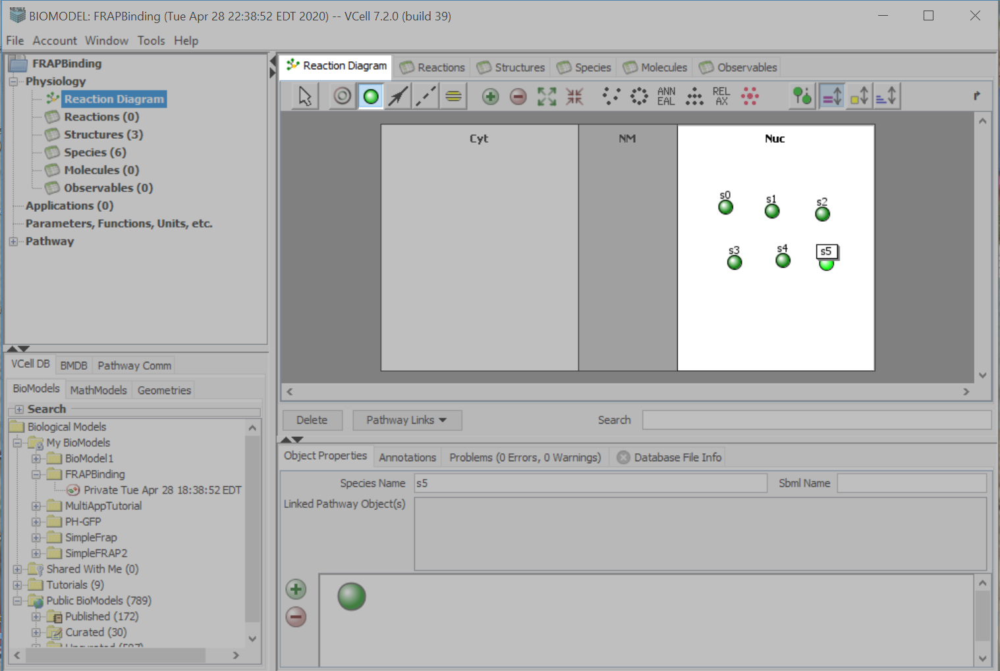 BIOMODEL: FRAPBinding (Tue Apr 28 22:38:52 EDT 2020) -- VCell 7.2.0 (build 39)
File Account Window Tools Help
FRAPBinding
Physiology
Reaction Diagram
Reactions (0)
Structures (3)
Species (6)
Molecules (0)
Observables (0)
Applications (0)
Parameters, Functions, Units, etc.
Pathway
Reaction Diagram Reactions Structures Species Molecules Observables
ANN
EAL
REL
AX
Cyt NM Nuc
s0 s1 s2
s3 s4 s5
Delete Pathway Links Search
VCell DB BMDB Pathway Comm
BioModels MathModels Geometries
Search
Biological Models
My BioModels
BioModel1
FRAPBinding
Private Tue Apr 28 18:38:52 EDT
MultiAppTutorial
PH-GFP
SimpleFrap
SimpleFRAP2
Shared With Me (0)
Tutorials (9)
Public BioModels (789)
Published (172)
Curated (30)
Object Properties Annotations Problems (0 Errors, 0 Warnings) Database File Info
Species Name s5 Sbml Name
Linked Pathway Object(s)